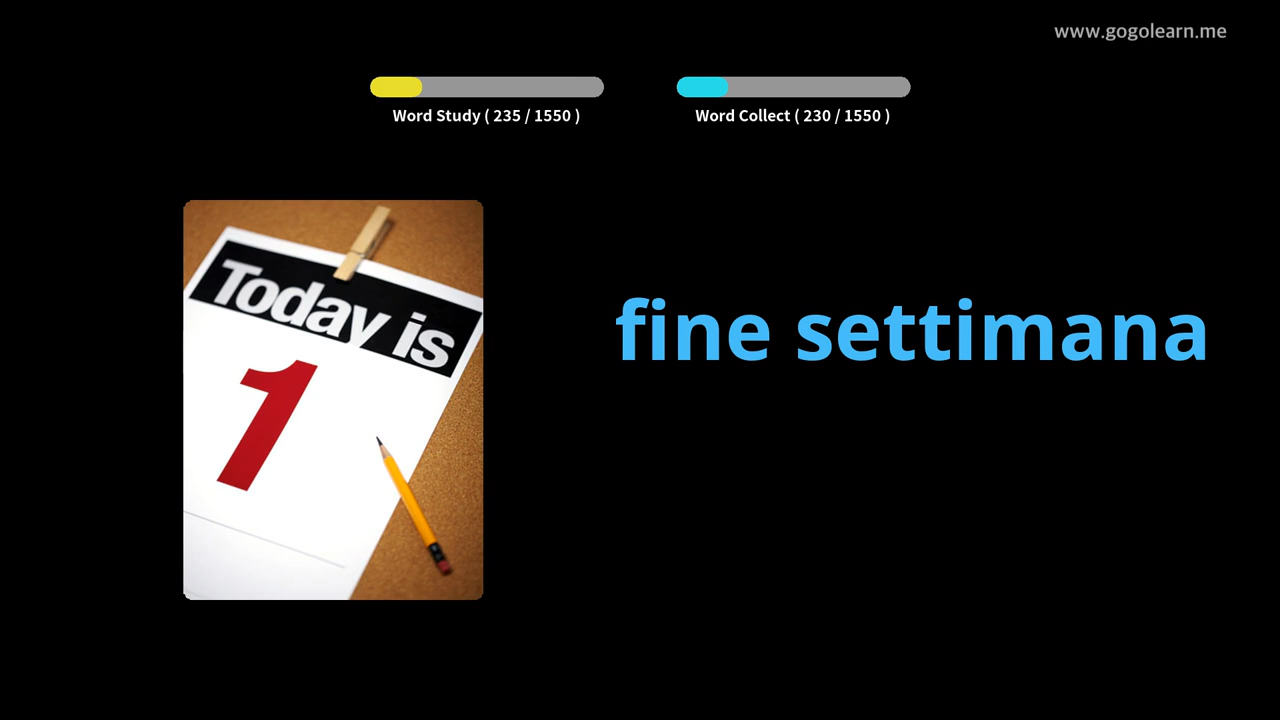 www.gogolearn.me
Word Study ( 235 / 1550 )
Word Collect ( 230 / 1550 )
Today is
1
fine settimana